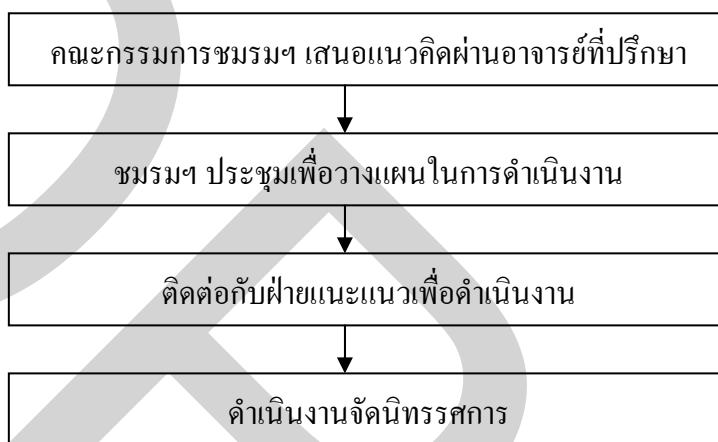 คณะกรรมการชมรมฯ เสนอแนวคิดผ่านอาจารย์ที่ปรึกษา
ชมรมฯ ประชุมเพื่อวางแผนในการดำเนินงาน
ติดต่อกับฝ่ายแนะแนวเพื่อดำเนินงาน
ดำเนินงานจัดนิทรรศการ